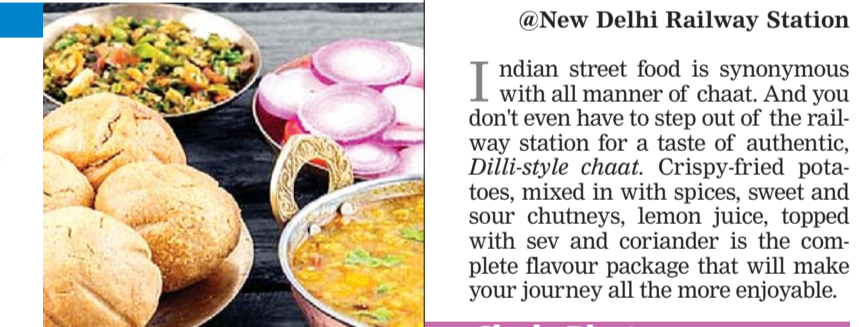 @New Delhi Railway Station
Indian street food is synonymous
with all manner of chaat. And you
don't even have to step out of the rail-
way station for a taste of authentic,
Dilli-style chaat. Crispy-fried pota-
toes, mixed in with spices, sweet and
sour chutneys, lemon juice, topped
with sev and coriander is the com-
plete flavour package that will make
your journey all the more enjoyable.